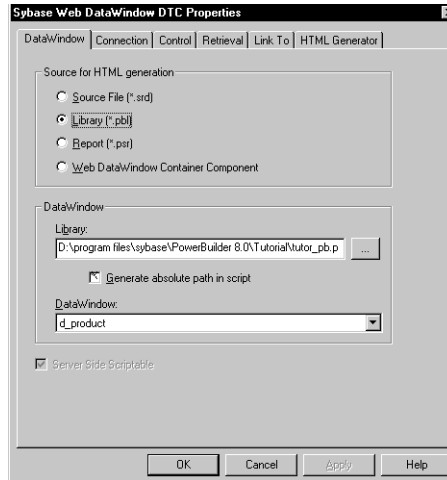 Sybase Web DataWindow DTC Properties
DataWindow Connection Control Retrieval Link To HTML Generator
Source for HTML generation
Source File (*.srd)
Library (*.pbl)
Report (*.psr)
Web DataWindow Container Component
DataWindow
Library:
D:\program files\sybase\PowerBuilder 8.0\Tutorial\tutor_pb.p ...
Generate absolute path in script
DataWindow:
d_product
Server Side Scriptable
OK Cancel Apply Help